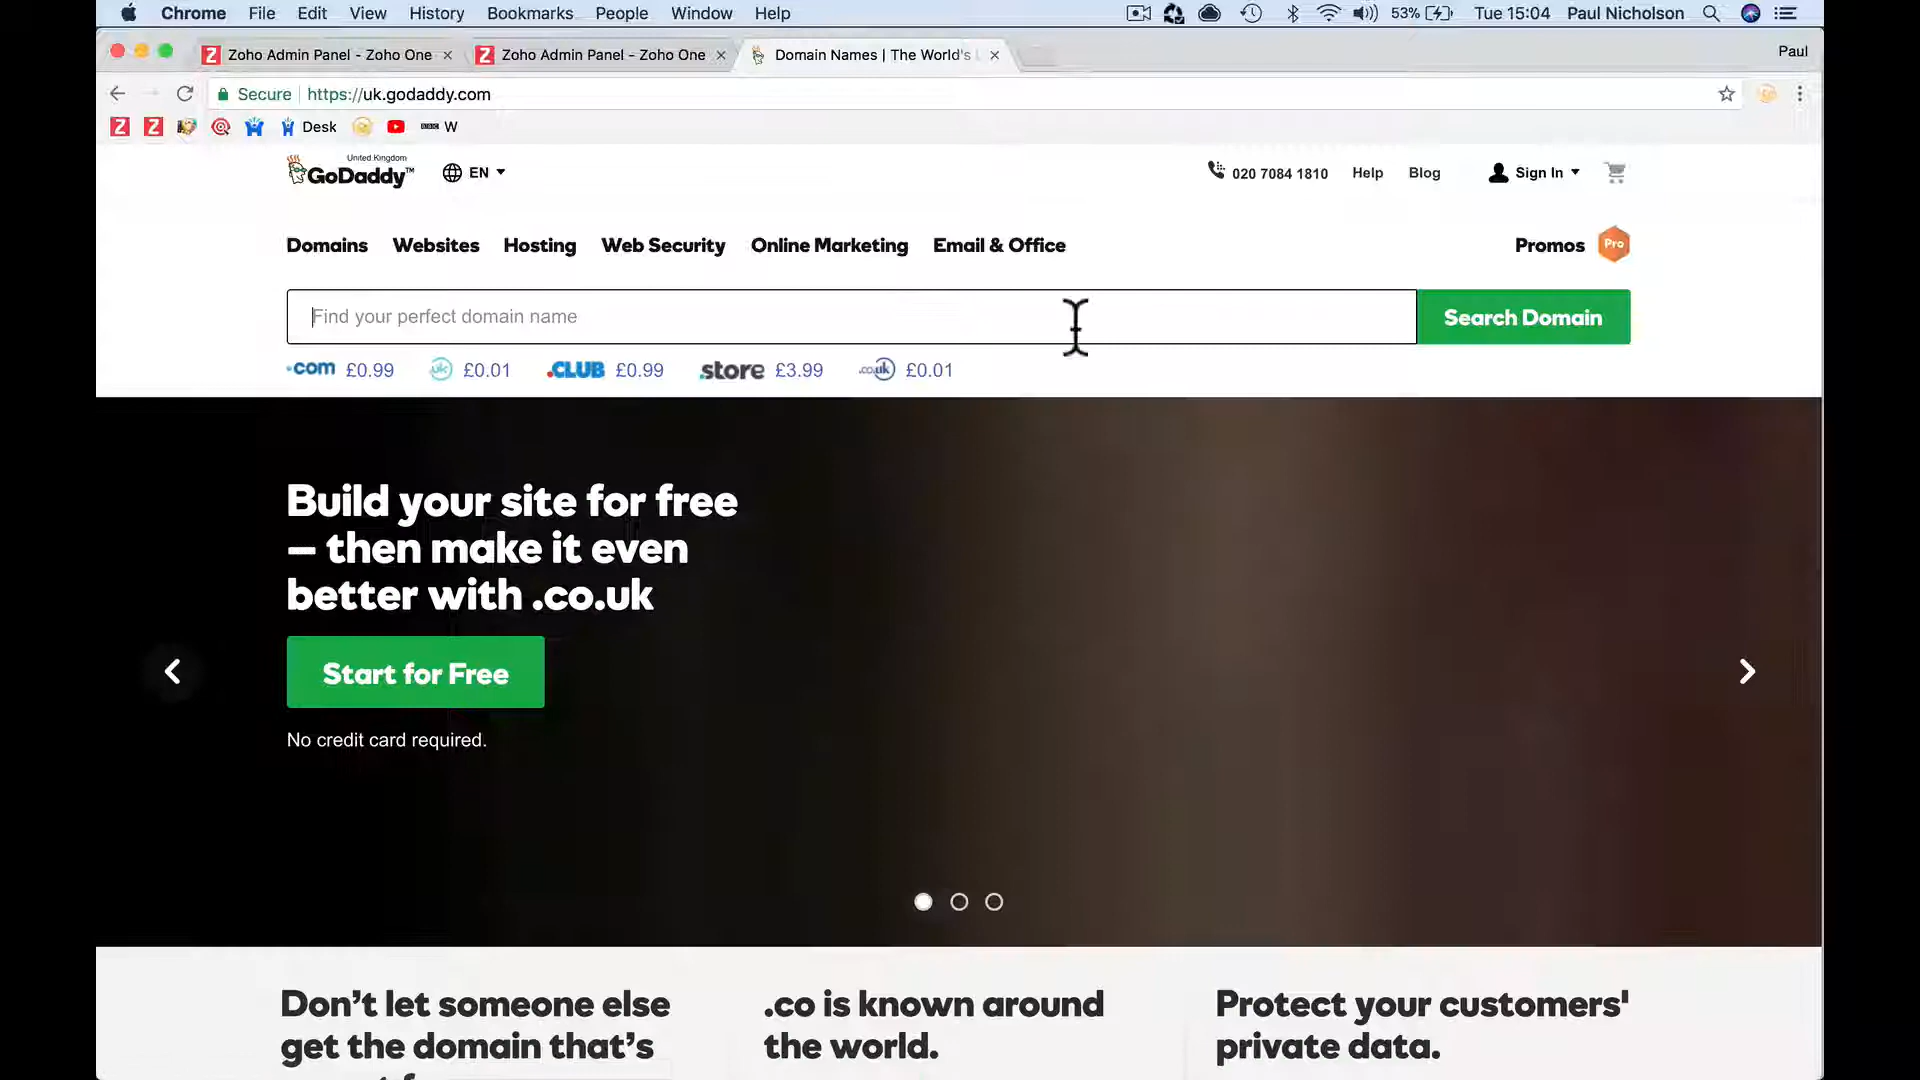 Chrome File Edit View History Bookmarks People Window Help 53% Tue 15:04 Paul Nicholson
Zoho Admin Panel - Zoho One Zoho Admin Panel - Zoho One Domain Names | The World's Paul
Secure https://uk.godaddy.com
Desk BBC W
United Kingdom
GoDaddy™ EN 020 7084 1810 Help Blog Sign In
Domains Websites Hosting Web Security Online Marketing Email & Office Promos Pro
Find your perfect domain name Search Domain
.com £0.99 uk £0.01 .CLUB £0.99 .store £3.99 .co.uk £0.01
Build your site for free
– then make it even
better with .co.uk
Start for Free
No credit card required.
Don't let someone else .co is known around Protect your customers'
get the domain that's the world. private data.